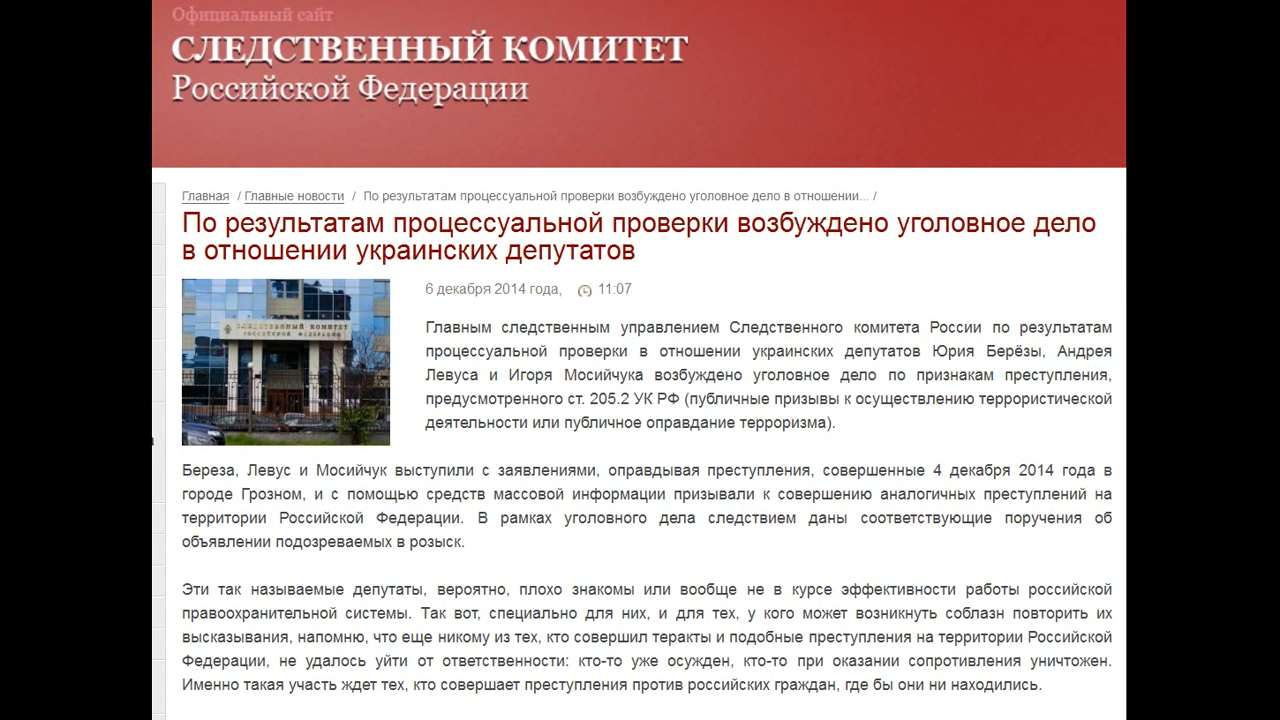 Официальный сайт
СЛЕДСТВЕННЫЙ КОМИТЕТ
Российской Федерации
Главная / Главные новости / По результатам процессуальной проверки возбуждено уголовное дело в отношении... /
По результатам процессуальной проверки возбуждено уголовное дело
в отношении украинских депутатов
6 декабря 2014 года, 11:07
СЛЕДСТВЕННЫЙ КОМИТЕТ
РОССИЙСКОЙ ФЕДЕРАЦИИ
Главным следственным управлением Следственного комитета России по результатам
процессуальной проверки в отношении украинских депутатов Юрия Берёзы, Андрея
Левуса и Игоря Мосийчука возбуждено уголовное дело по признакам преступления,
предусмотренного ст. 205.2 УК РФ (публичные призывы к осуществлению террористической
деятельности или публичное оправдание терроризма).
Береза, Левус и Мосийчук выступили с заявлениями, оправдывая преступления, совершенные 4 декабря 2014 года в
городе Грозном, и с помощью средств массовой информации призывали к совершению аналогичных преступлений на
территории Российской Федерации. В рамках уголовного дела следствием даны соответствующие поручения об
объявлении подозреваемых в розыск.
Эти так называемые депутаты, вероятно, плохо знакомы или вообще не в курсе эффективности работы российской
правоохранительной системы. Так вот, специально для них, и для тех, у кого может возникнуть соблазн повторить их
высказывания, напомню, что еще никому из тех, кто совершил теракты и подобные преступления на территории Российской
Федерации, не удалось уйти от ответственности: кто-то уже осужден, кто-то при оказании сопротивления уничтожен.
Именно такая участь ждет тех, кто совершает преступления против российских граждан, где бы они ни находились.